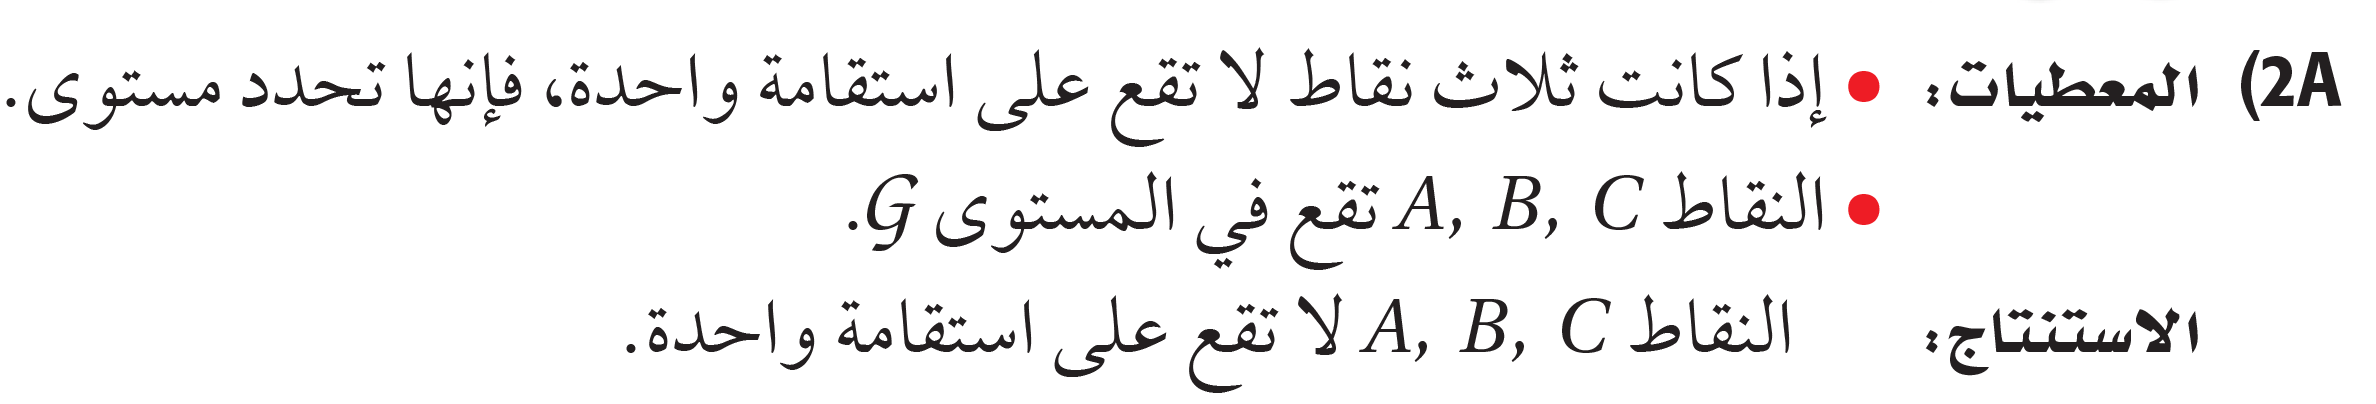 2A) المعطيات: • إذا كانت ثلاث نقاط لا تقع على استقامة واحدة، فإنها تحدد مستوى.
• النقاط A, B, C تقع في المستوى G.
الاستنتاج: النقاط A, B, C لا تقع على استقامة واحدة.